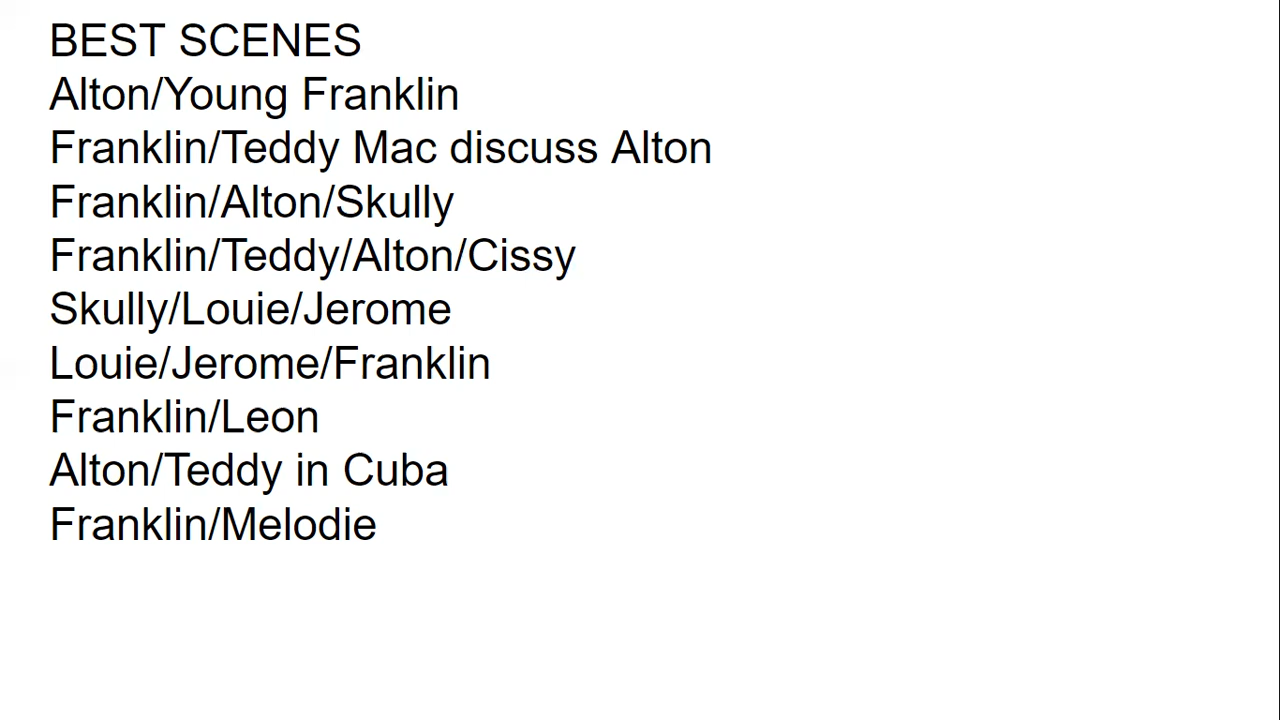 BEST SCENES
Alton/Young Franklin
Franklin/Teddy Mac discuss Alton
Franklin/Alton/Skully
Franklin/Teddy/Alton/Cissy
Skully/Louie/Jerome
Louie/Jerome/Franklin
Franklin/Leon
Alton/Teddy in Cuba
Franklin/Melodie